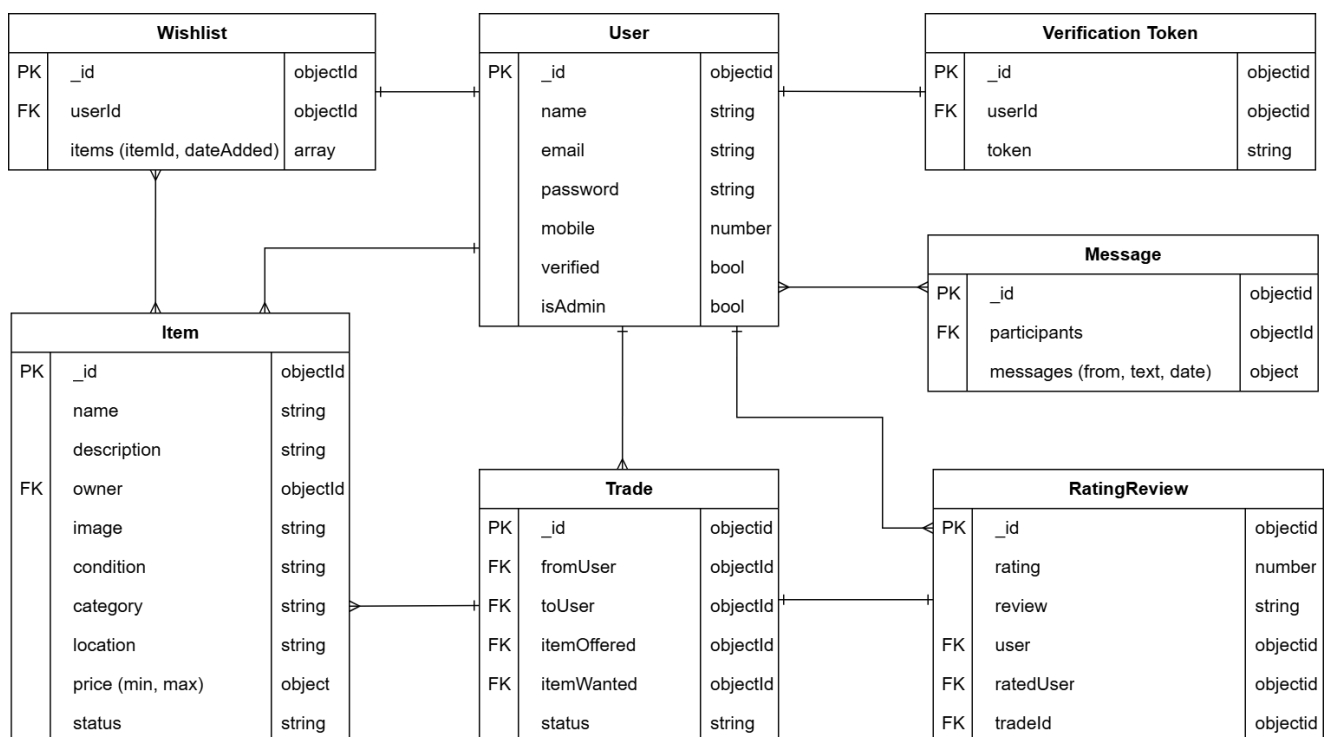 Wishlist
PK _id objectId
FK userId objectId
items (itemId, dateAdded) array
User
PK _id objectid
name string
email string
password string
mobile number
verified bool
isAdmin bool
Verification Token
PK _id objectid
FK userId objectid
token string
Message
PK _id objectid
FK participants objectId
messages (from, text, date) object
Item
PK _id objectId
name string
description string
FK owner objectId
image string
condition string
category string
location string
price (min, max) object
status string
Trade
PK _id objectid
FK fromUser objectId
FK toUser objectId
FK itemOffered objectId
FK itemWanted objectId
status string
RatingReview
PK _id objectid
rating number
review string
FK user objectid
FK ratedUser objectid
FK tradeId objectid